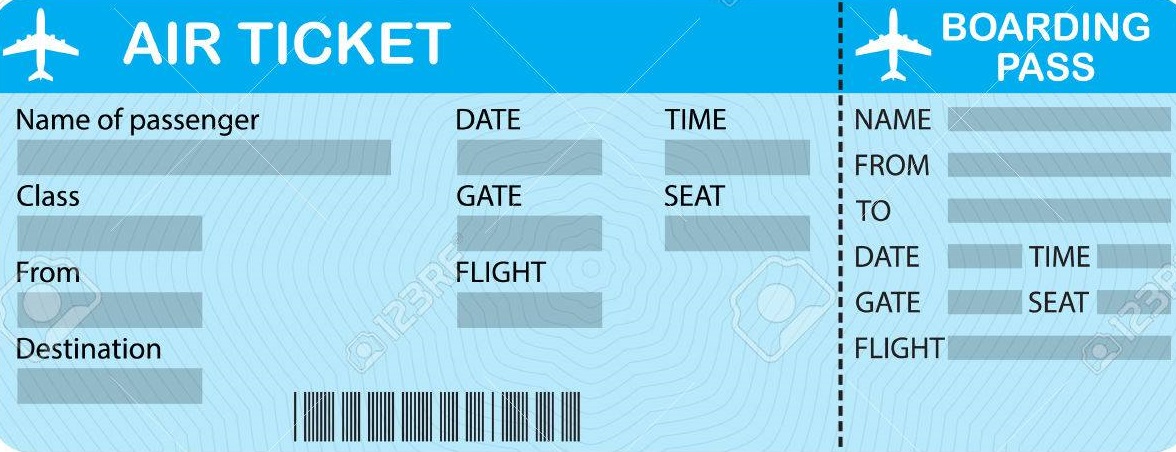 AIR TICKET
Name of passenger
DATE
TIME
Class
GATE
SEAT
From
FLIGHT
Destination
BOARDING
PASS
NAME
FROM
TO
DATE
TIME
GATE
SEAT
FLIGHT
123RF